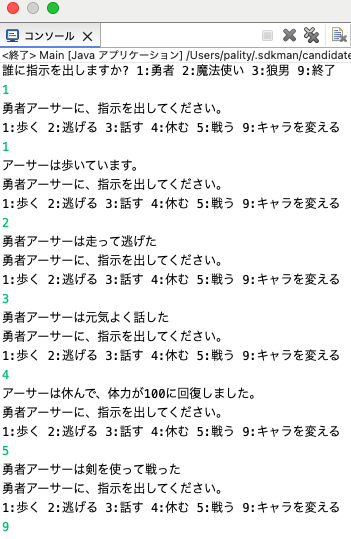 コンソール
<終了> Main [Java アプリケーション] /Users/pality/.sdkman/candidate
誰に指示を出しますか? 1:勇者 2:魔法使い 3:狼男 9:終了
1
勇者アーサーに、指示を出してください。
1:歩く 2:逃げる 3:話す 4:休む 5:戦う 9:キャラを変える
1
アーサーは歩いています。
勇者アーサーに、指示を出してください。
1:歩く 2:逃げる 3:話す 4:休む 5:戦う 9:キャラを変える
2
勇者アーサーは走って逃げた
勇者アーサーに、指示を出してください。
1:歩く 2:逃げる 3:話す 4:休む 5:戦う 9:キャラを変える
3
勇者アーサーは元気よく話した
勇者アーサーに、指示を出してください。
1:歩く 2:逃げる 3:話す 4:休む 5:戦う 9:キャラを変える
4
アーサーは休んで、体力が100に回復しました。
勇者アーサーに、指示を出してください。
1:歩く 2:逃げる 3:話す 4:休む 5:戦う 9:キャラを変える
5
勇者アーサーは剣を使って戦った
勇者アーサーに、指示を出してください。
1:歩く 2:逃げる 3:話す 4:休む 5:戦う 9:キャラを変える
9